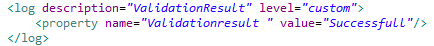 <log description="ValidationResult" level="custom">
<property name="Validationresult " value="Successfull"/>
</log>